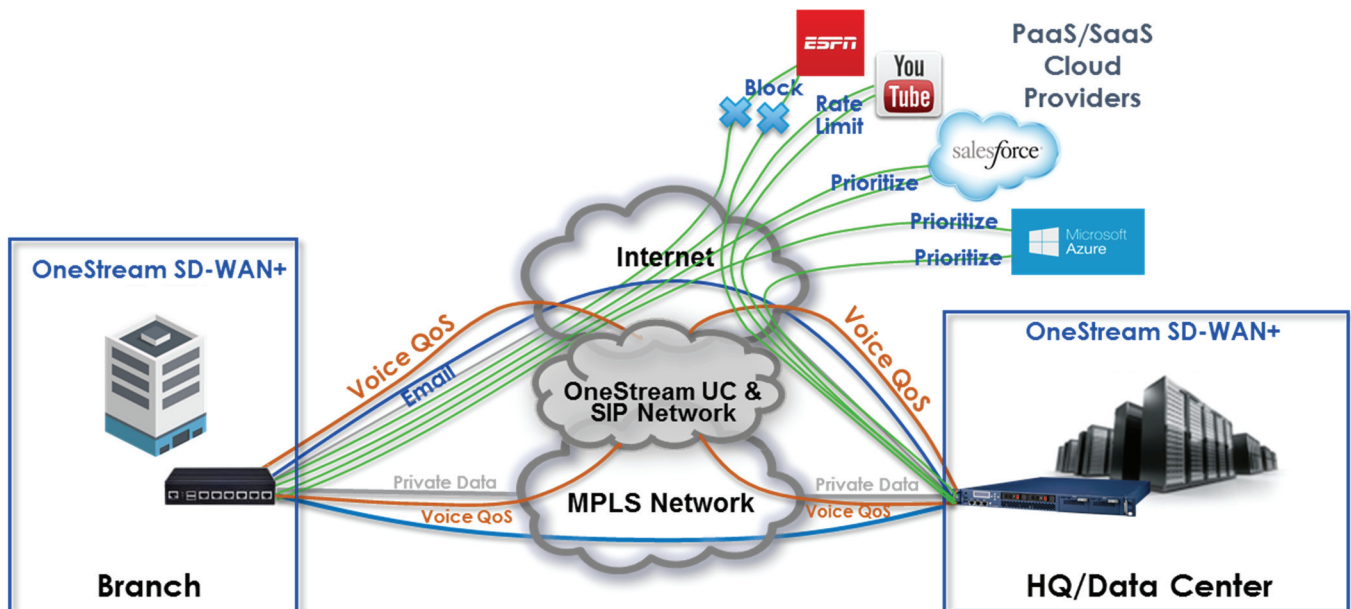 ESPN
You
Tube
PaaS/SaaS
Cloud
Providers
Block
Rate
Limit
salesforce
Prioritize
Prioritize
Microsoft
Azure
Prioritize
Internet
OneStream SD-WAN+
Voice QoS
Email
Voice QoS
OneStream SD-WAN+
OneStream UC &
SIP Network
Private Data
Private Data
MPLS Network
Voice QoS
Voice QoS
Branch
HQ/Data Center